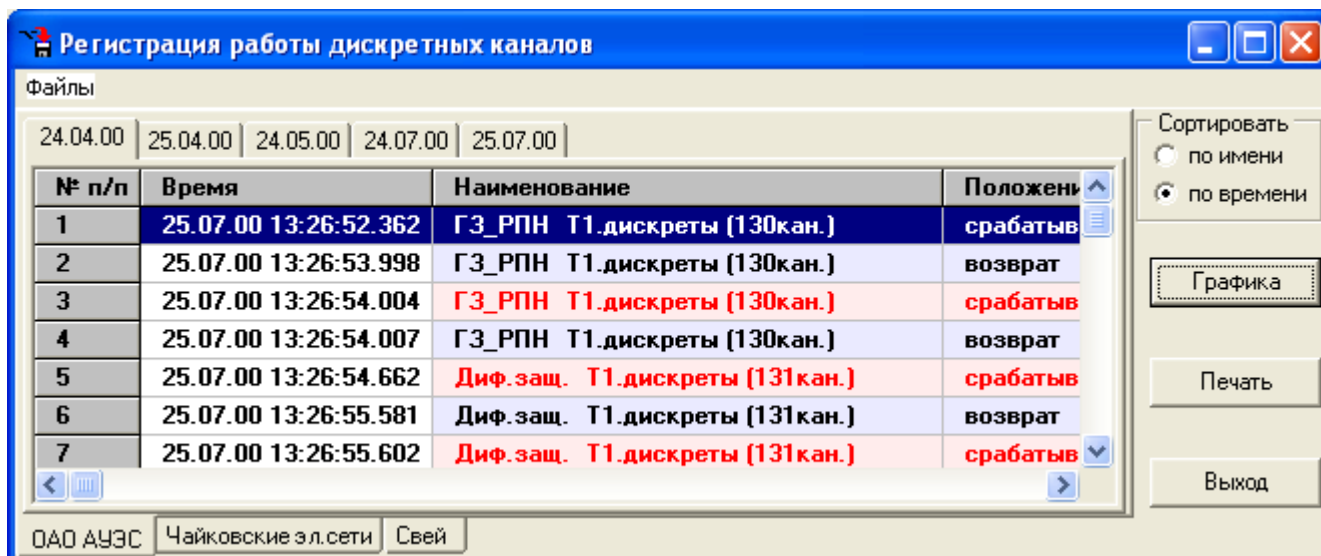 Регистрация работы дискретных каналов
Файлы
24.04.00 25.04.00 24.05.00 24.07.00 25.07.00
№ п/п Время Наименование Положени
1 25.07.00 13:26:52.362 ГЗ_РПН Т1.дискреты (130кан.) срабатыв
2 25.07.00 13:26:53.998 ГЗ_РПН Т1.дискреты (130кан.) возврат
3 25.07.00 13:26:54.004 ГЗ_РПН Т1.дискреты (130кан.) срабатыв
4 25.07.00 13:26:54.007 ГЗ_РПН Т1.дискреты (130кан.) возврат
5 25.07.00 13:26:54.662 Диф.защ. Т1.дискреты (131кан.) срабатыв
6 25.07.00 13:26:55.581 Диф.защ. Т1.дискреты (131кан.) возврат
7 25.07.00 13:26:55.602 Диф.защ. Т1.дискреты (131кан.) срабатыв
ОАО АУЭС Чайковские эл.сети Свей
Сортировать
по имени
по времени
Графика
Печать
Выход